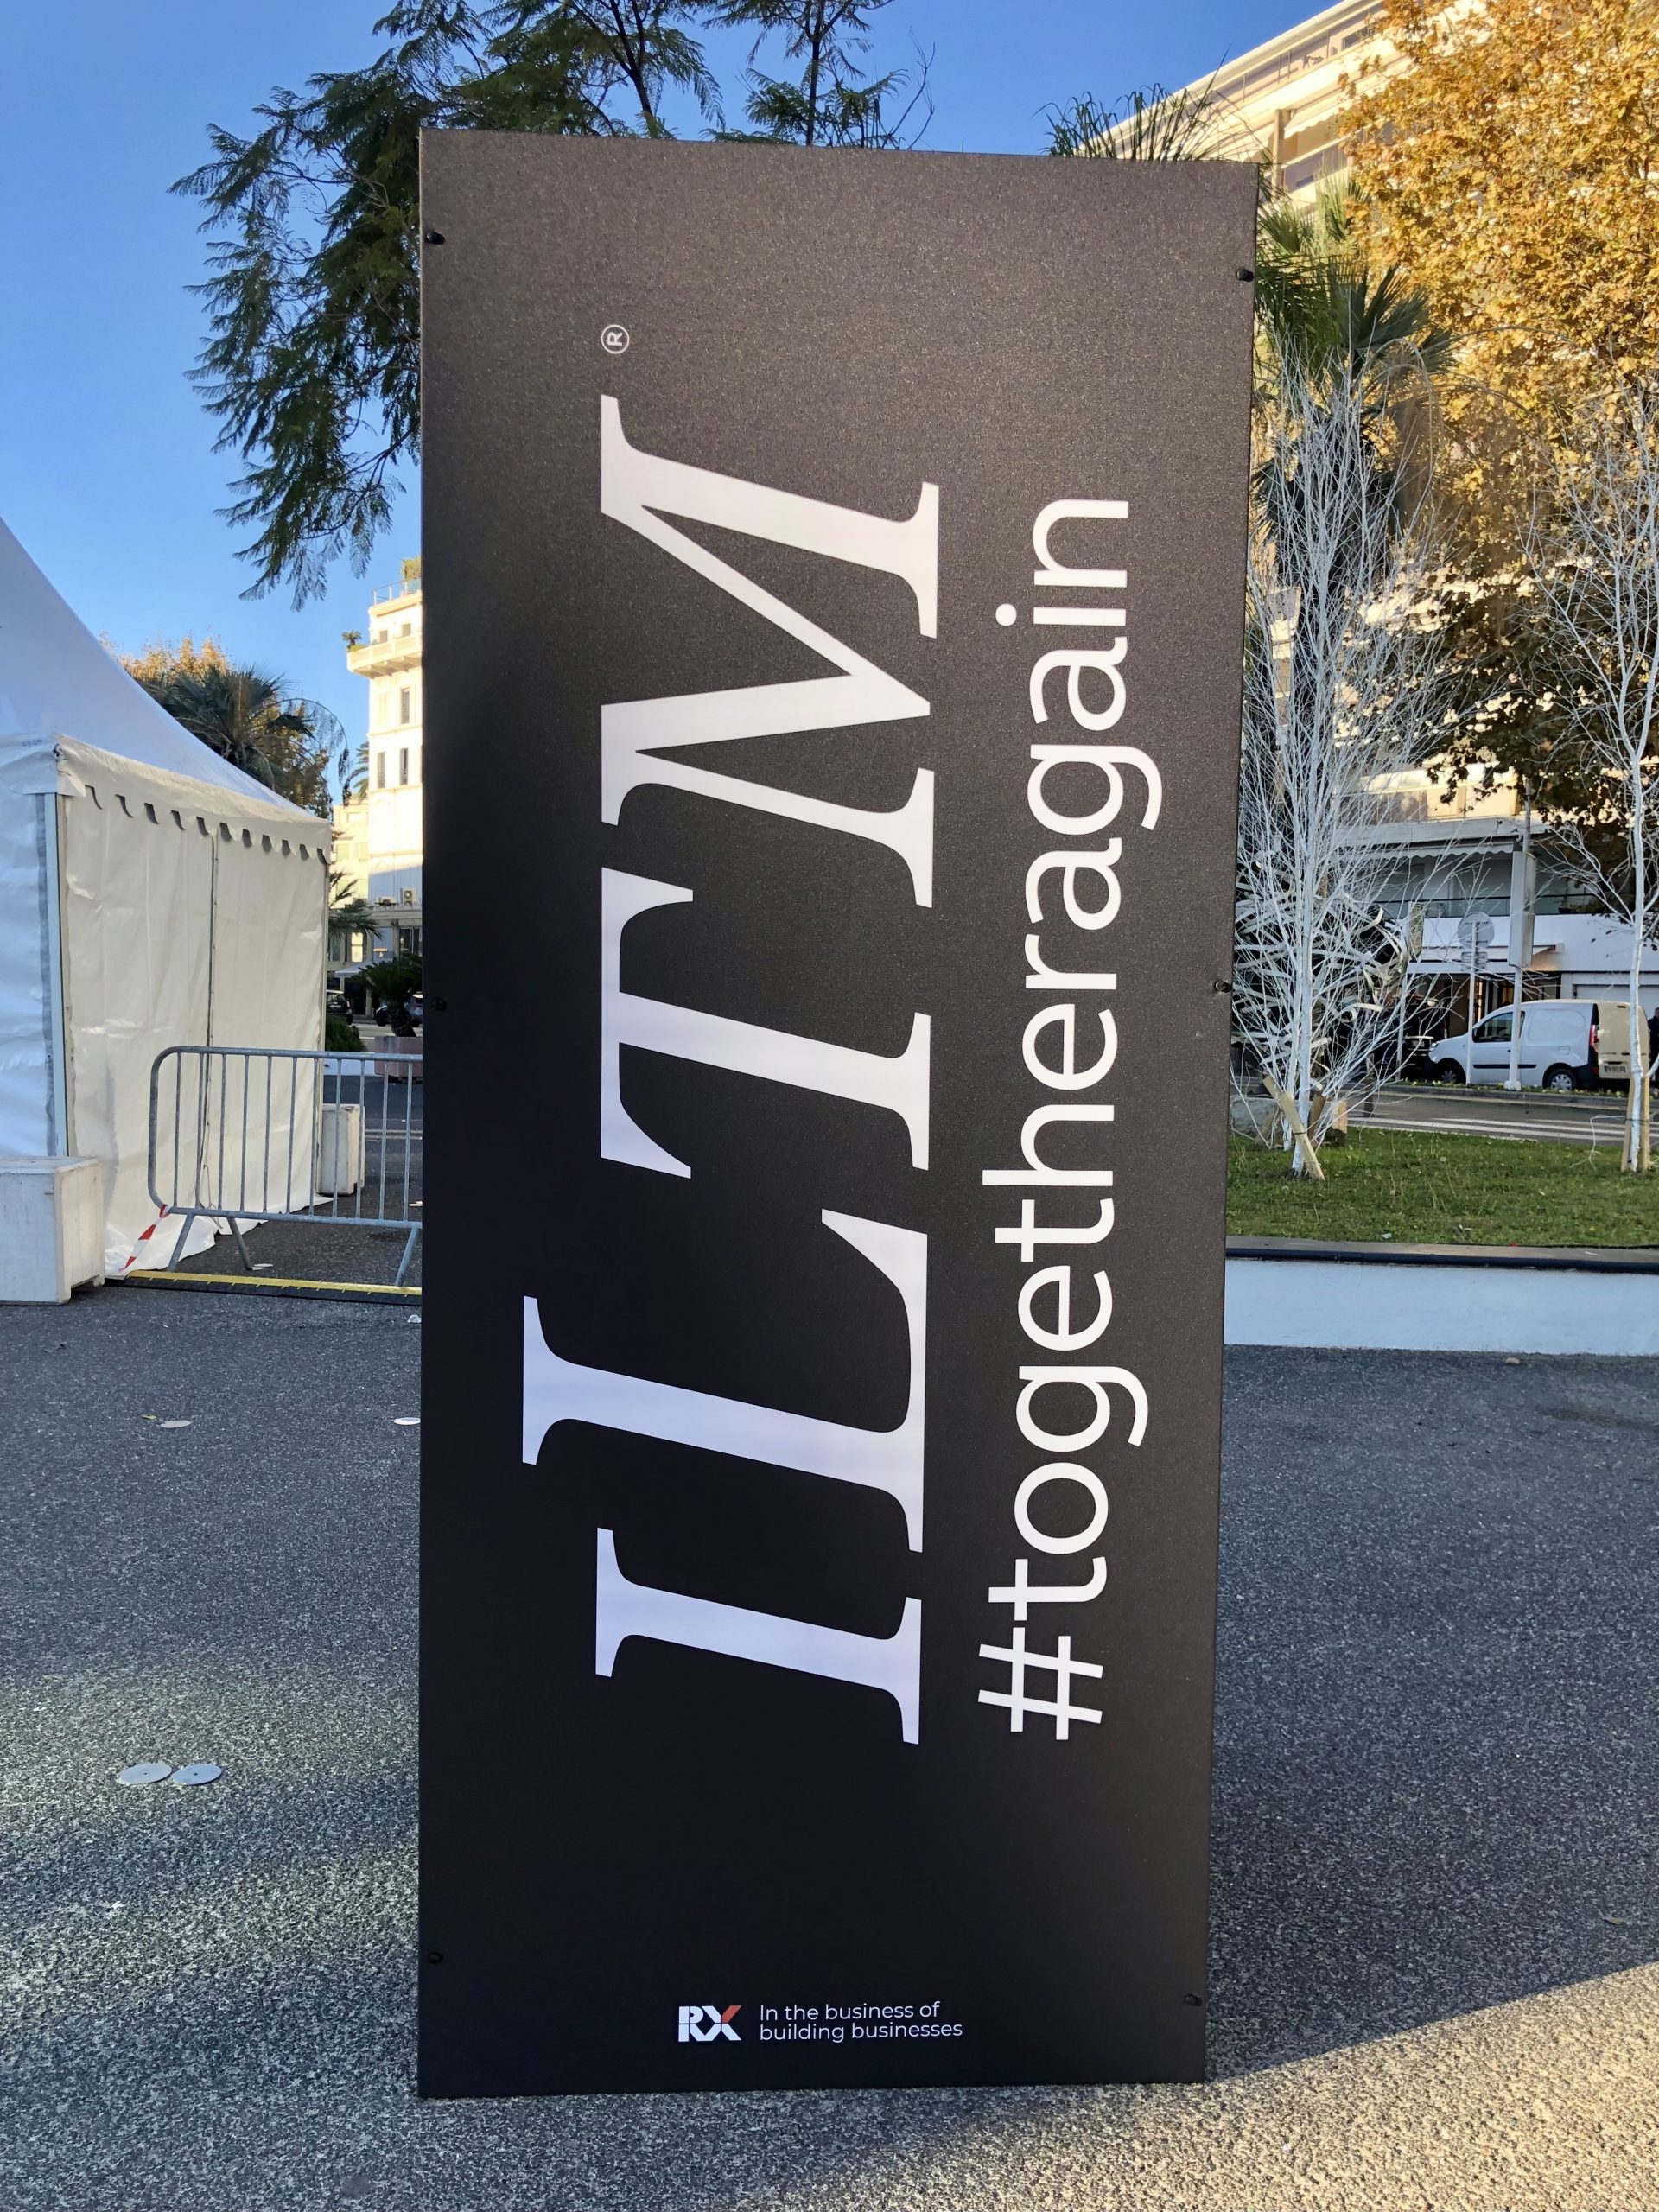 ILTM®
#togetheragain
RX In the business of
building businesses